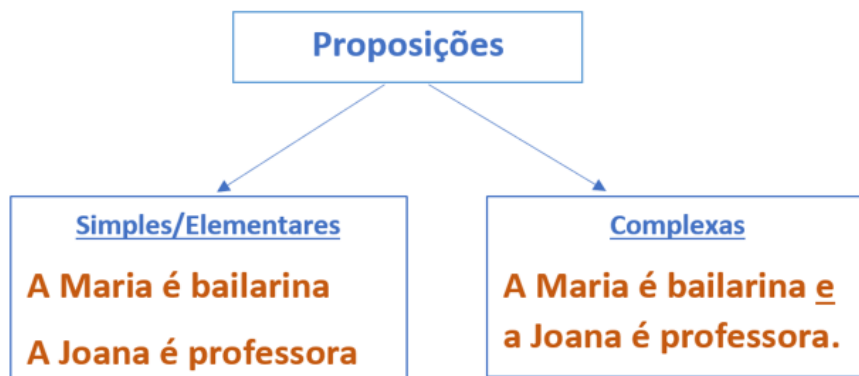 Proposições
Simples/Elementares
A Maria é bailarina
A Joana é professora
Complexas
A Maria é bailarina e
a Joana é professora.